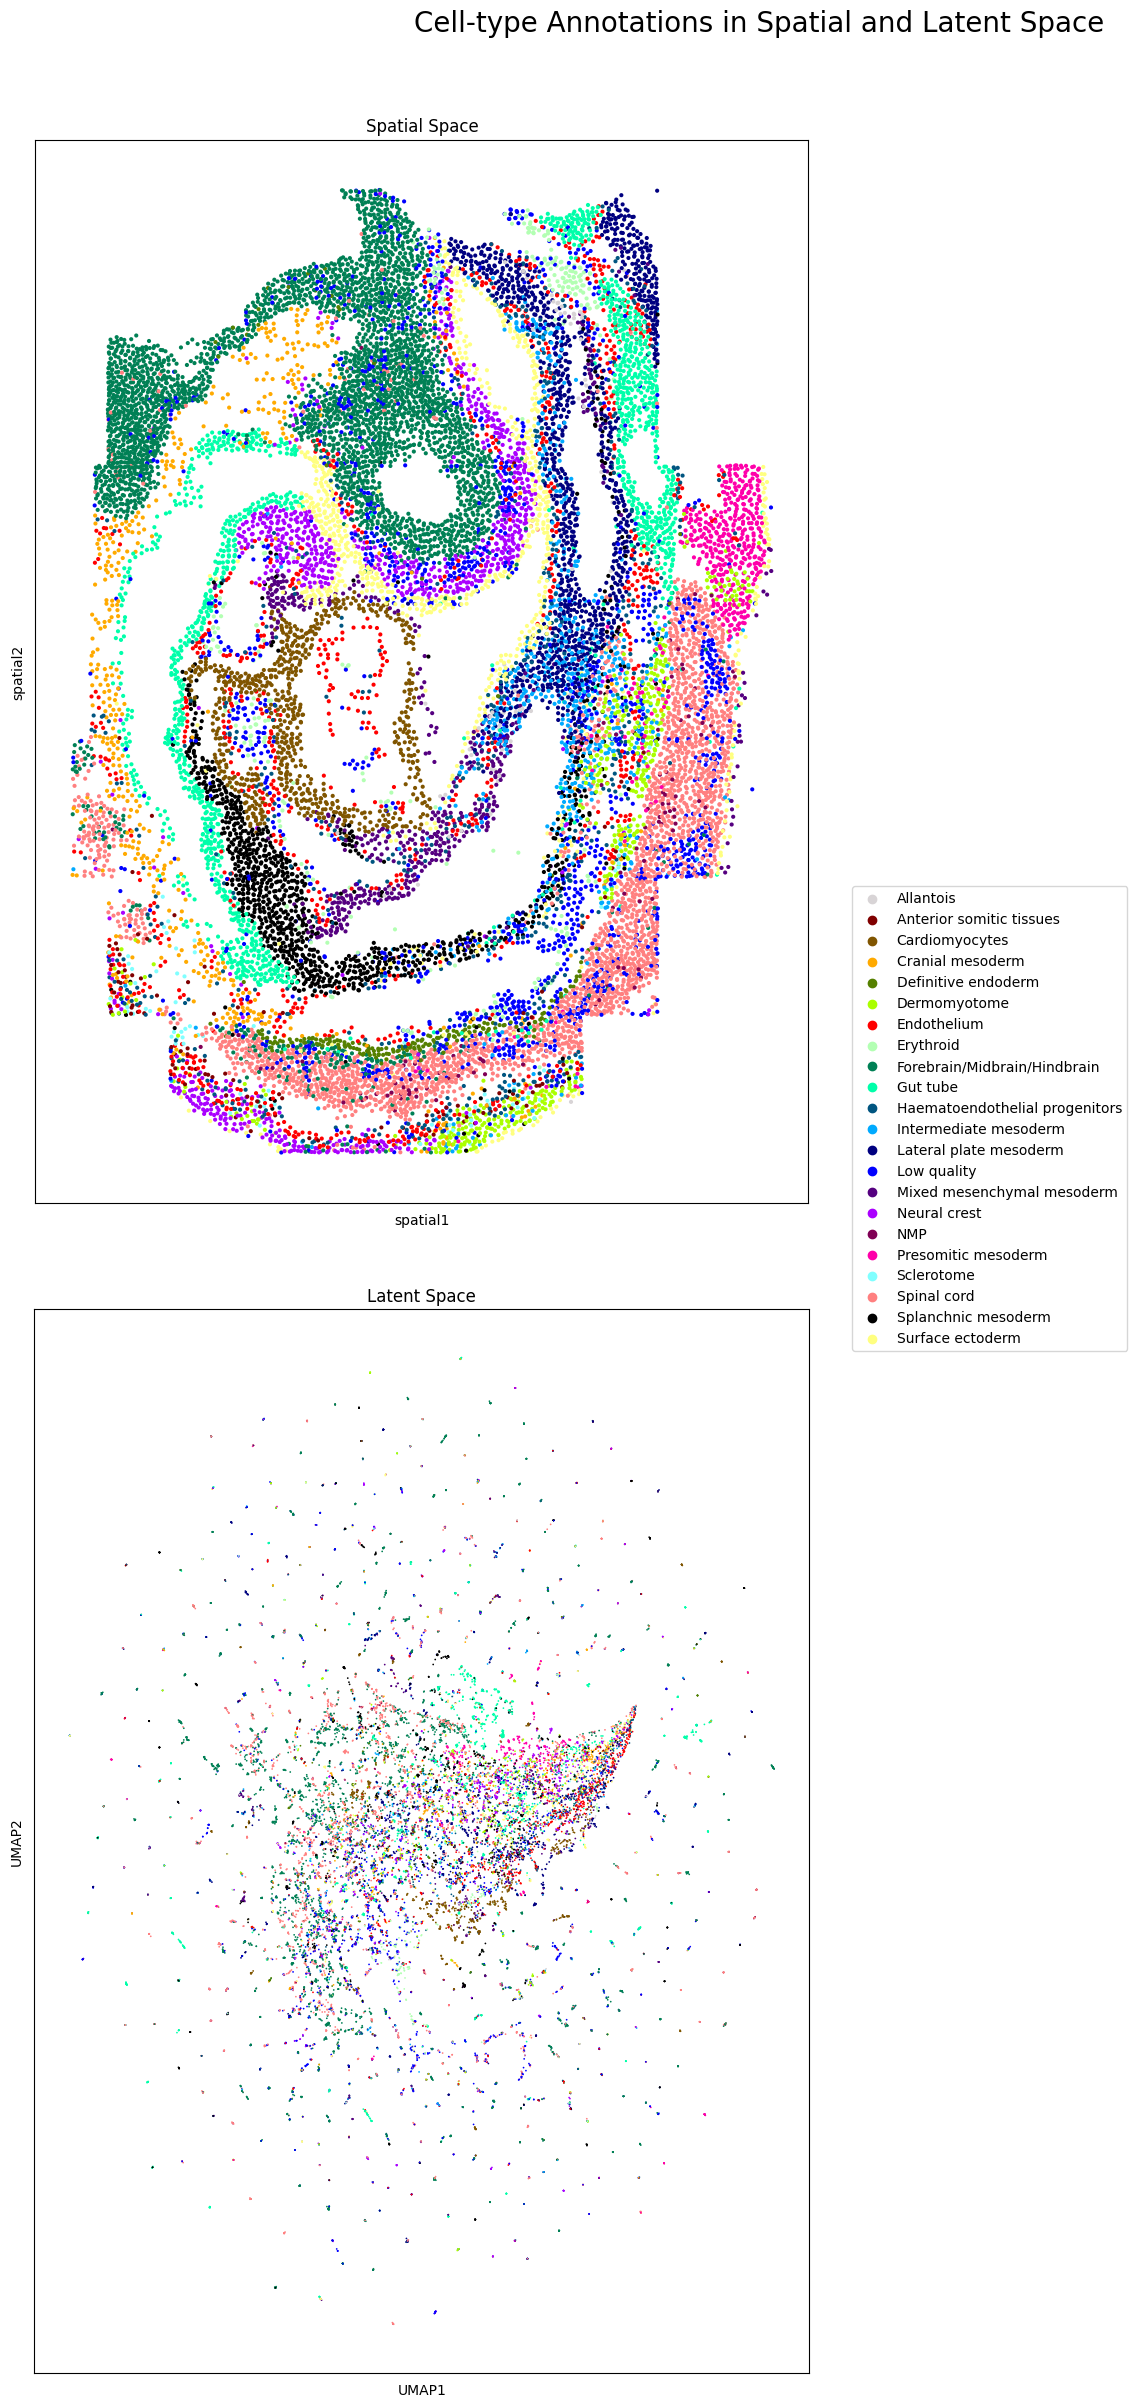 Cell-type Annotations in Spatial and Latent Space
Spatial Space
spatial2
spatial1
Allantois
Anterior somitic tissues
Cardiomyocytes
Cranial mesoderm
Definitive endoderm
Dermomyotome
Endothelium
Erythroid
Forebrain/Midbrain/Hindbrain
Gut tube
Haematoendothelial progenitors
Intermediate mesoderm
Lateral plate mesoderm
Low quality
Mixed mesenchymal mesoderm
Neural crest
NMP
Presomitic mesoderm
Sclerotome
Spinal cord
Splanchnic mesoderm
Surface ectoderm
Latent Space
UMAP2
UMAP1